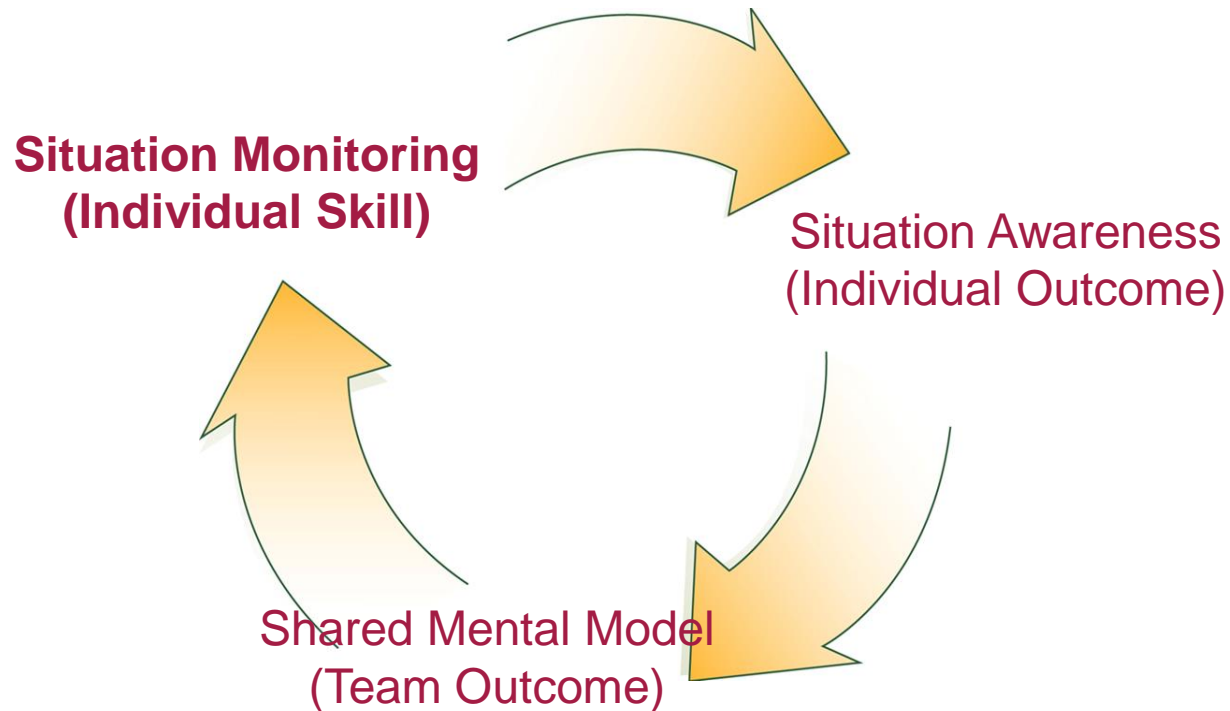 Situation Monitoring
(Individual Skill)
Situation Awareness
(Individual Outcome)
Shared Mental Model
(Team Outcome)